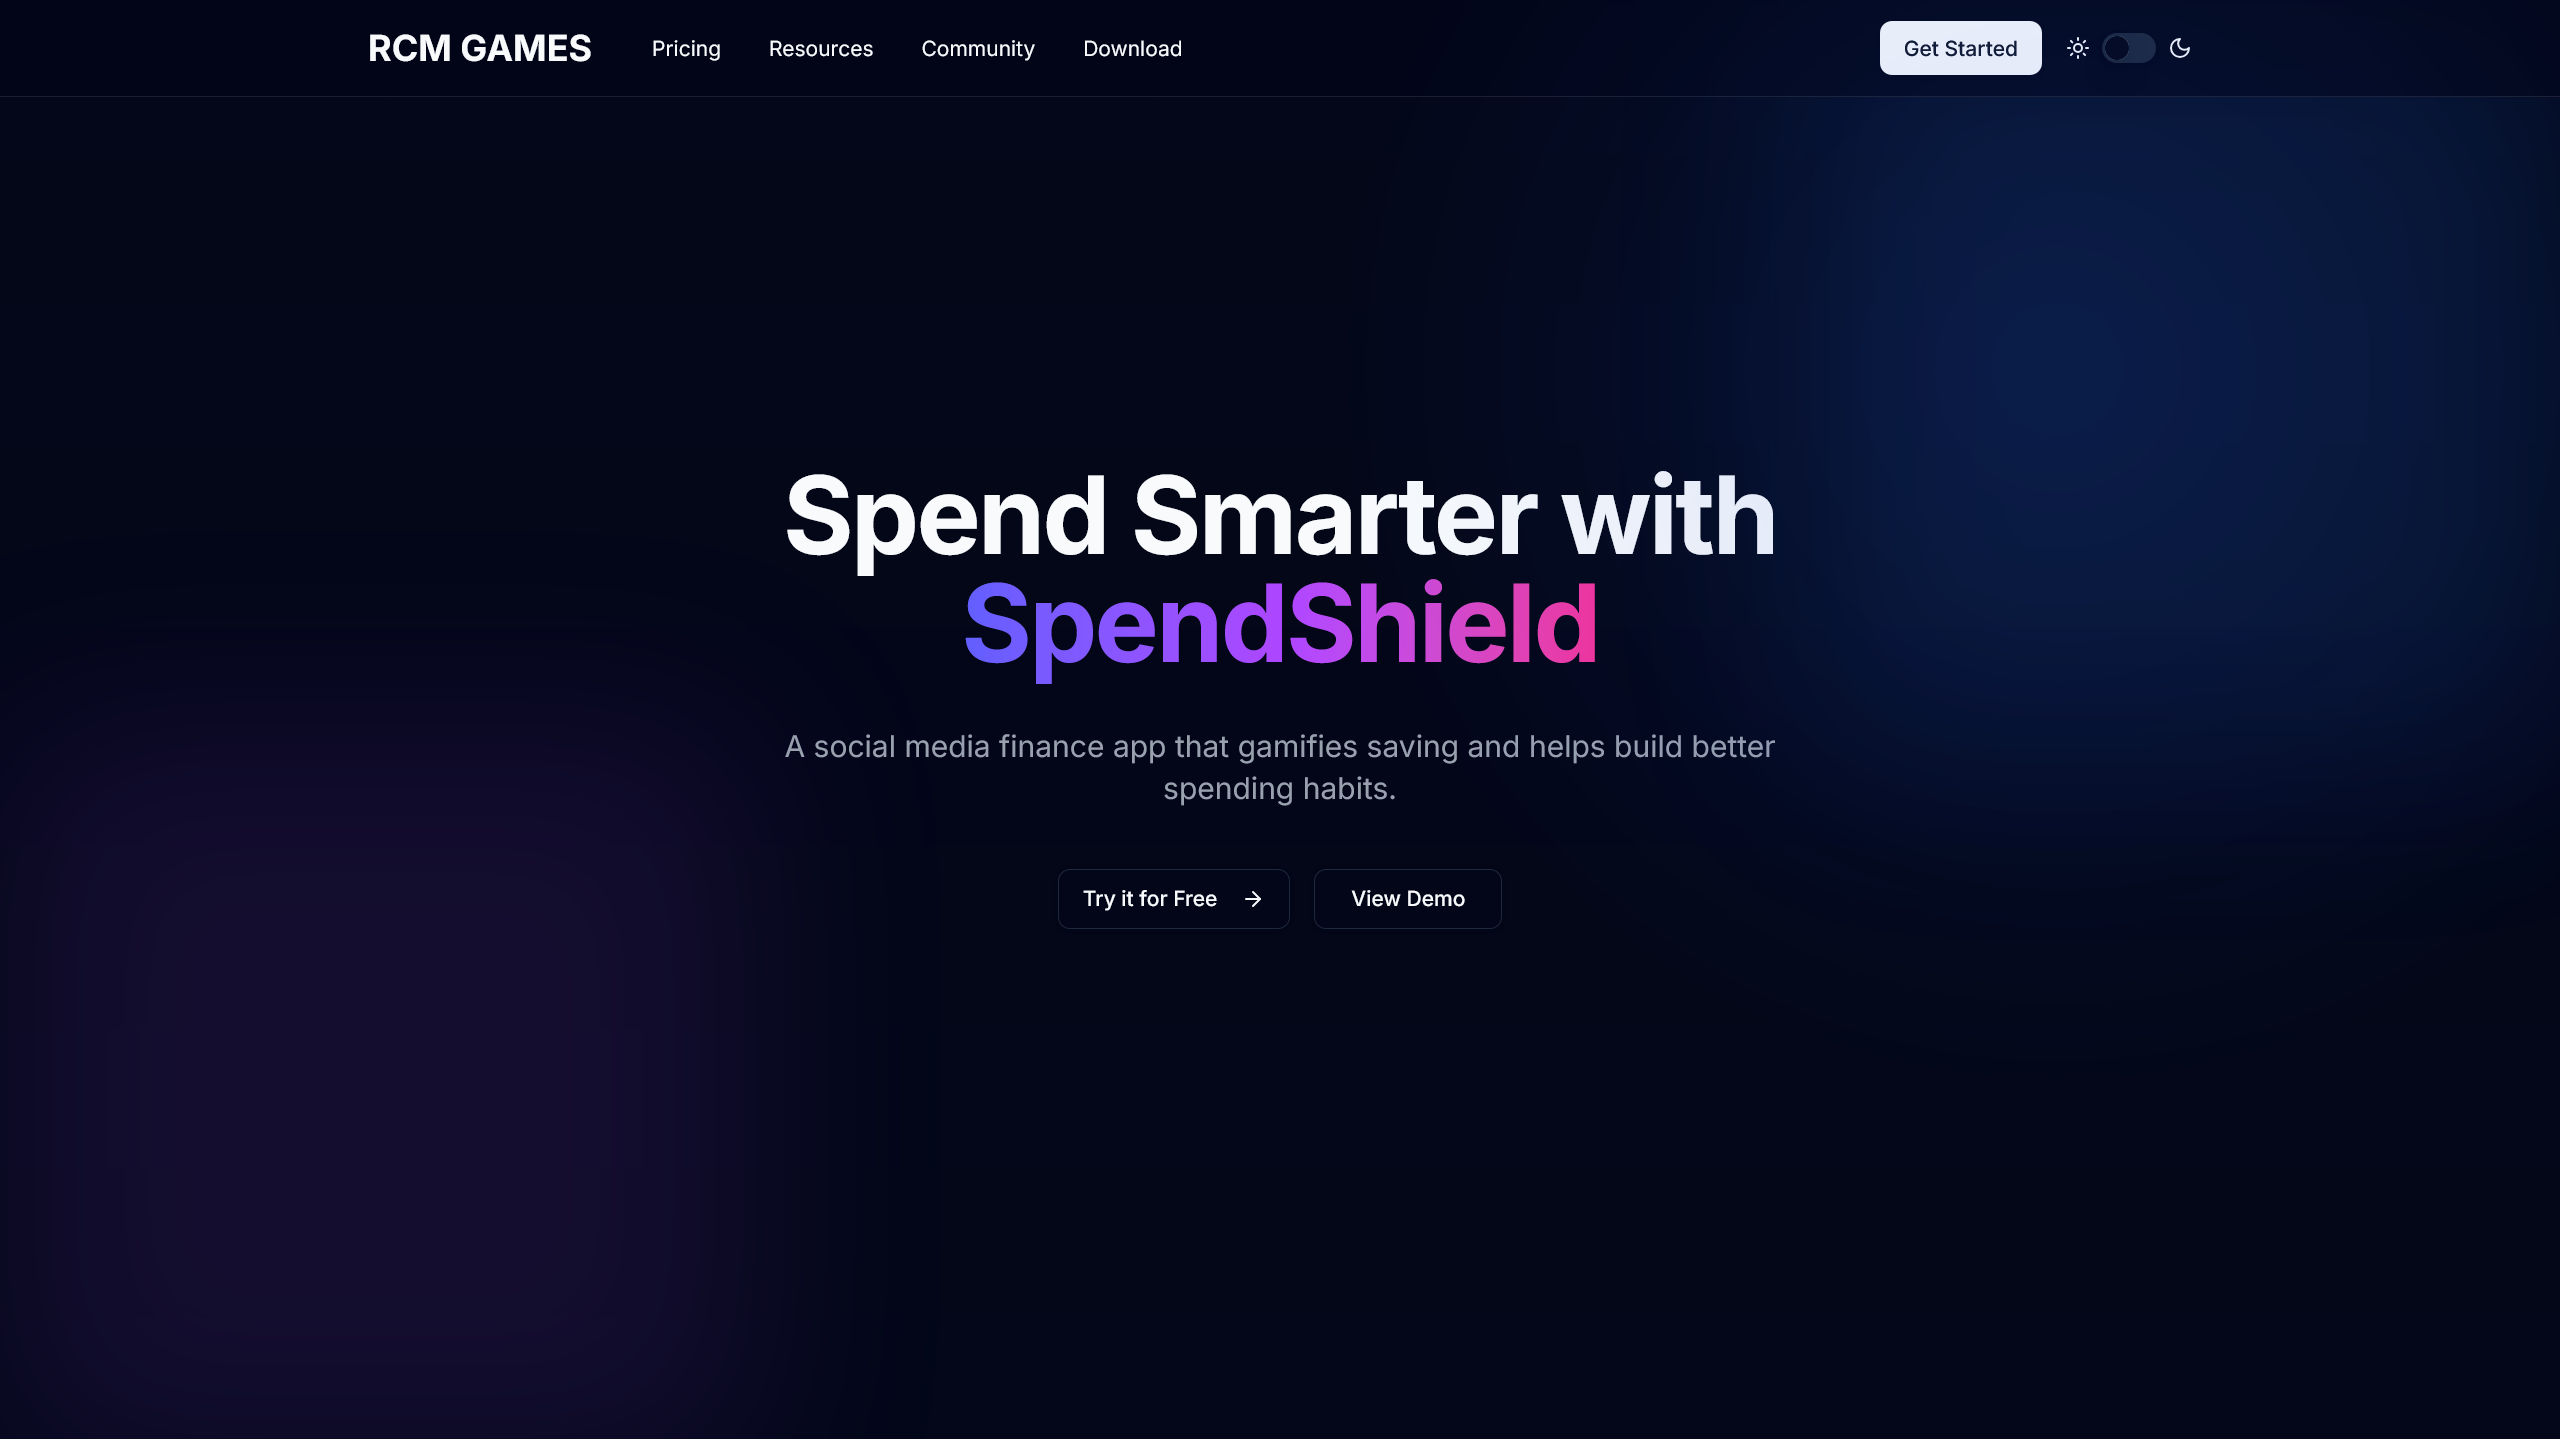 RCM GAMES
Pricing
Resources
Community
Download
Get Started
Spend Smarter with
SpendShield
A social media finance app that gamifies saving and helps build better
spending habits.
Try it for Free
View Demo